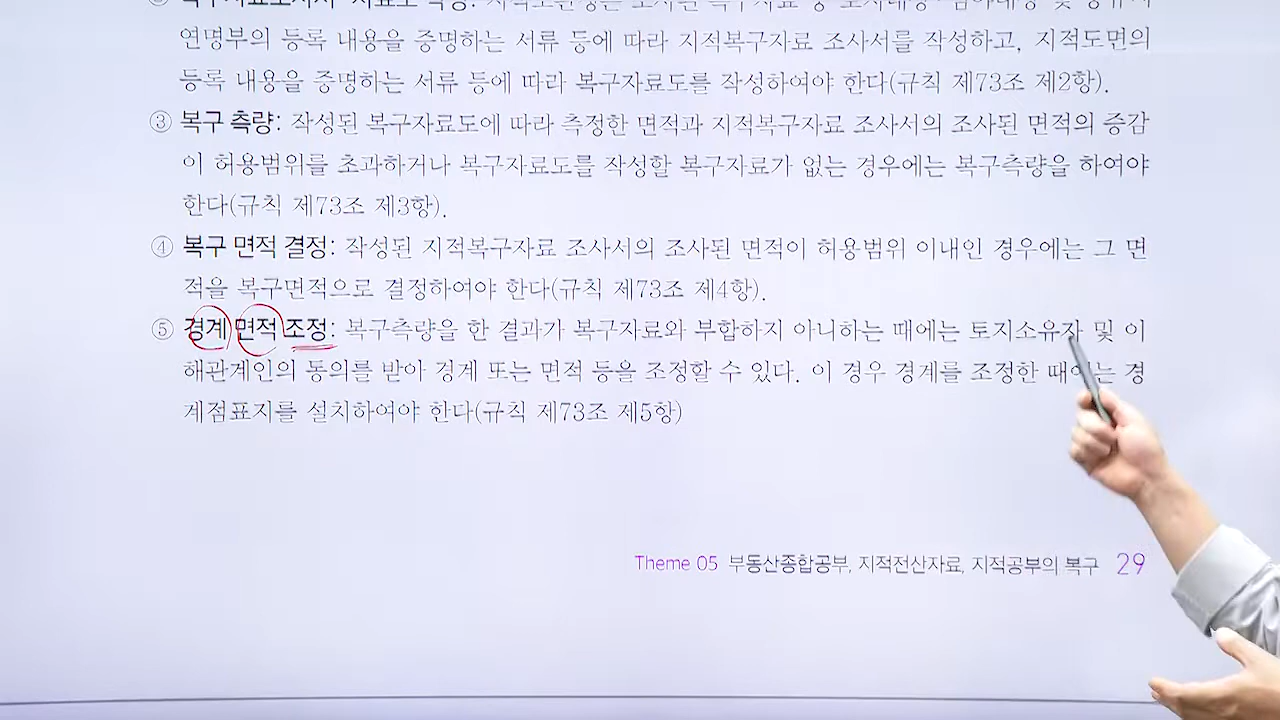 연명부의 등록 내용을 증명하는 서류 등에 따라 지적복구자료 조사서를 작성하고, 지적도면의
등록 내용을 증명하는 서류 등에 따라 복구자료도를 작성하여야 한다(규칙 제73조 제2항).
③ 복구 측량: 작성된 복구자료도에 따라 측정한 면적과 지적복구자료 조사서의 조사된 면적의 증감
이 허용범위를 초과하거나 복구자료도를 작성할 복구자료가 없는 경우에는 복구측량을 하여야
한다(규칙 제73조 제3항).
④ 복구 면적 결정: 작성된 지적복구자료 조사서의 조사된 면적이 허용범위 이내인 경우에는 그 면
적을 복구면적으로 결정하여야 한다(규칙 제73조 제4항).
⑤ 경계 면적 조정: 복구측량을 한 결과가 복구자료와 부합하지 아니하는 때에는 토지소유자 및 이
해관계인의 동의를 받아 경계 또는 면적 등을 조정할 수 있다. 이 경우 경계를 조정한 때에는 경
계점표지를 설치하여야 한다(규칙 제73조 제5항)
Theme 05 부동산종합공부, 지적전산자료, 지적공부의 복구 29